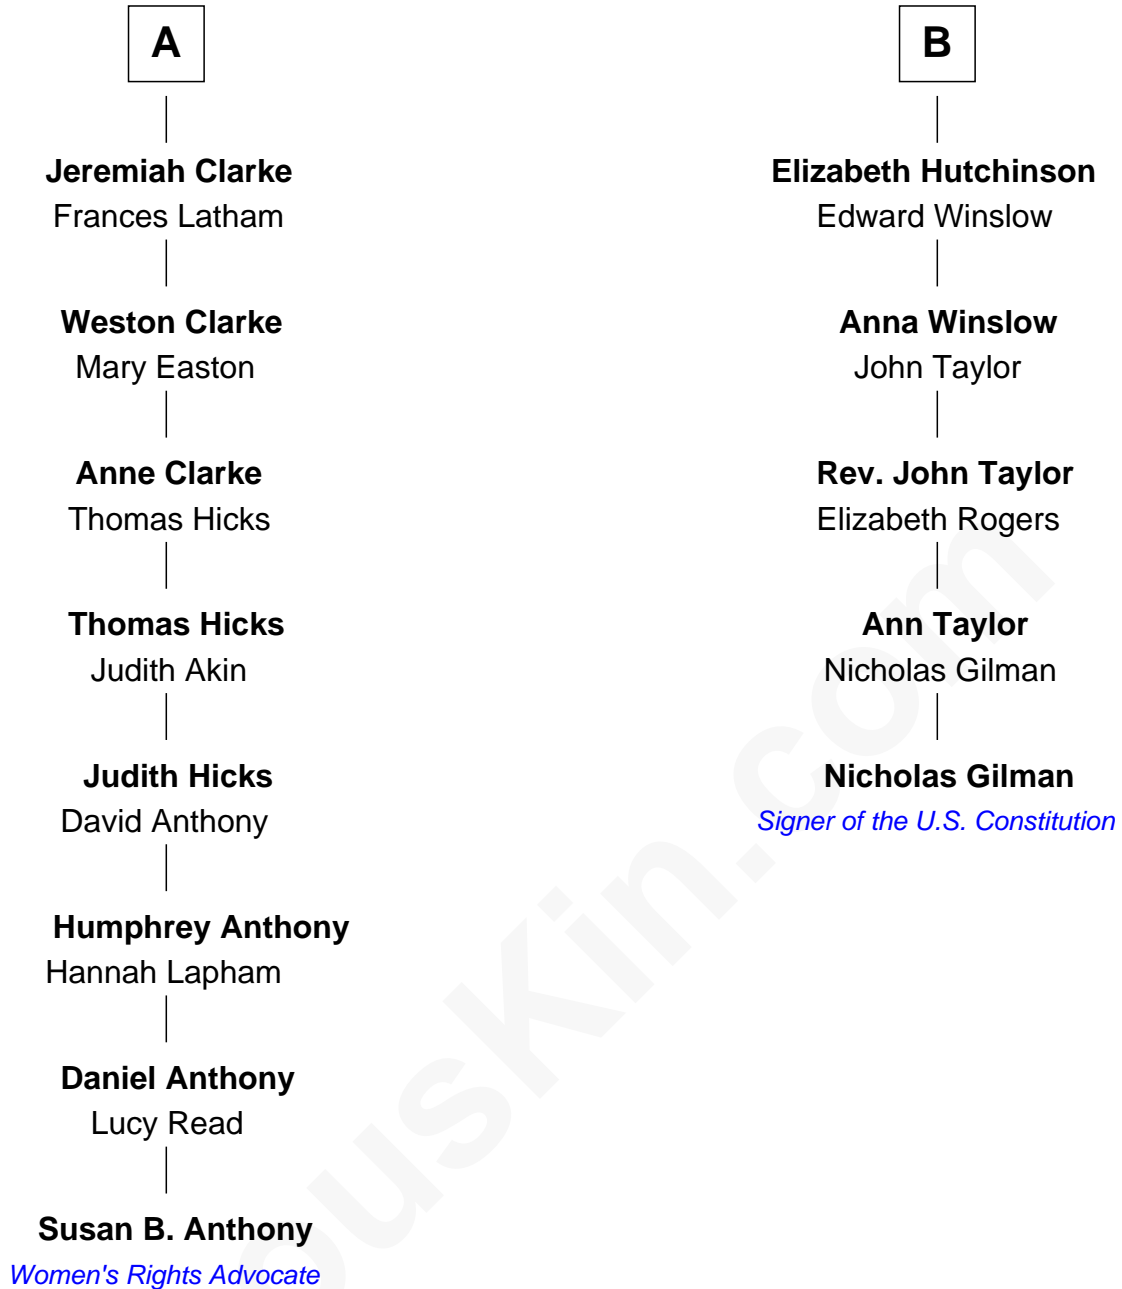 A
Jeremiah Clarke
Frances Latham
Weston Clarke
Mary Easton
Anne Clarke
Thomas Hicks
Thomas Hicks
Judith Akin
Judith Hicks
David Anthony
Humphrey Anthony
Hannah Lapham
Daniel Anthony
Lucy Read
Susan B. Anthony
Women's Rights Advocate
B
Elizabeth Hutchinson
Edward Winslow
Anna Winslow
John Taylor
Rev. John Taylor
Elizabeth Rogers
Ann Taylor
Nicholas Gilman
Nicholas Gilman
Signer of the U.S. Constitution
ousKin.com